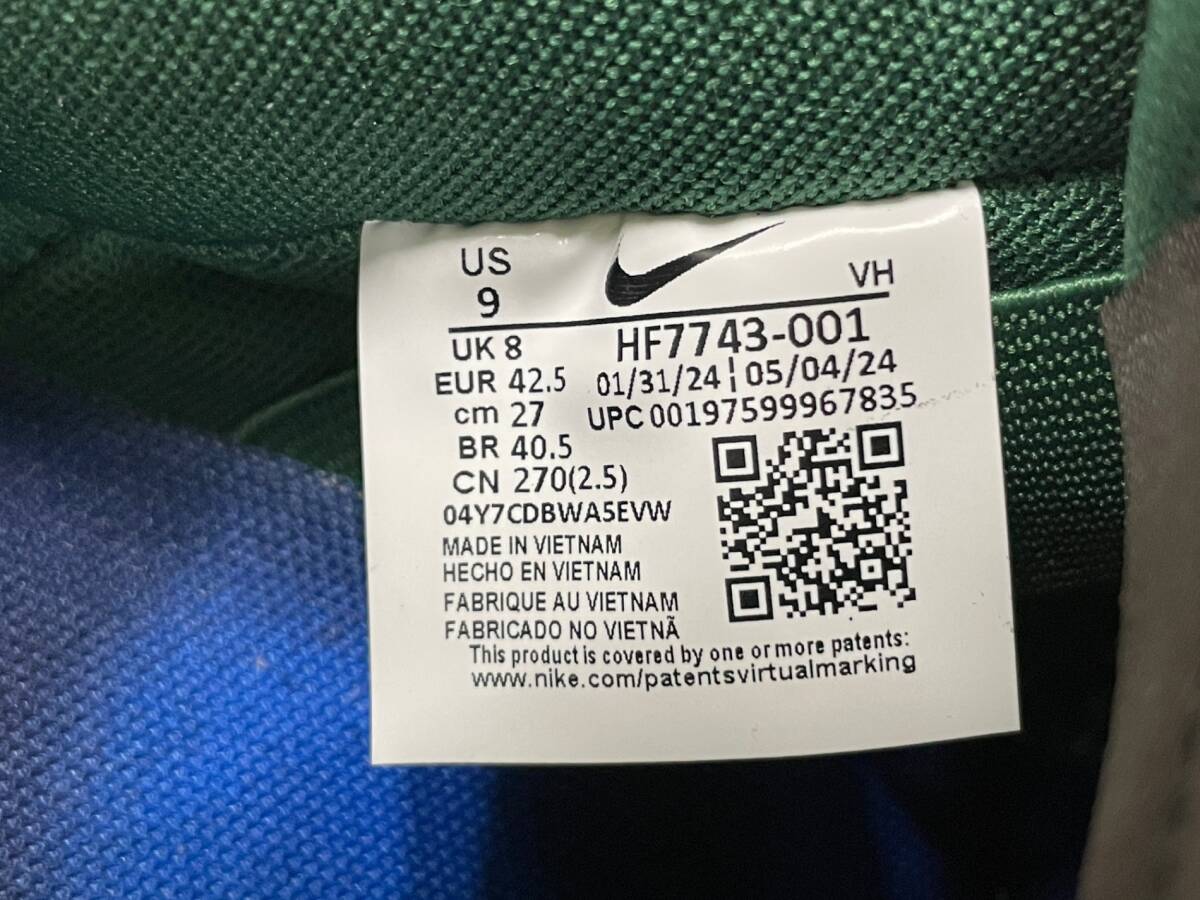 US
9
VH
UK 8
HF7743-001
EUR 42.5
01/31/24 ¦ 05/04/24
cm 27
UPC 00197599967835
BR 40.5
CN 270(2.5)
04Y7CDBWA5EVW
MADE IN VIETNAM
HECHO EN VIETNAM
FABRIQUE AU VIETNAM
FABRICADO NO VIETNÃ
This product is covered by one or more patents:
www.nike.com/patentsvirtualmarking